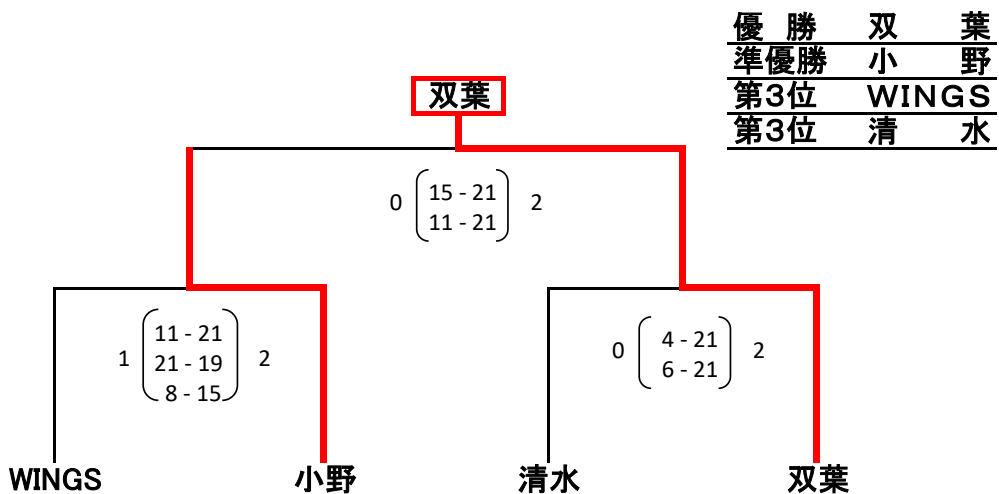 優 勝 双 葉
準優勝 小 野
第3位 WINGS
第3位 清 水
双葉
0 15 - 21 2
11 - 21
11 - 21
1 21 - 19 2
8 - 15
0 4 - 21 2
6 - 21
WINGS 小野 清水 双葉